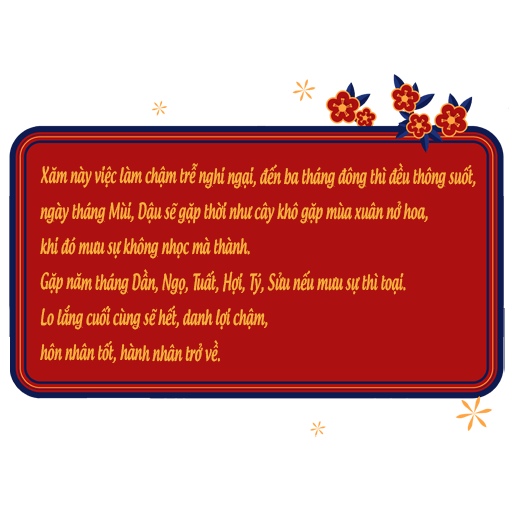 Xăm này việc làm chậm trễ nghi ngại, đến ba tháng đông thì đều thông suốt,
ngày tháng Mùi, Dậu sẽ gặp thời như cây khô gặp mùa xuân nở hoa,
khi đó mưu sự không nhọc mà thành.
Gặp năm tháng Dần, Ngọ, Tuất, Hợi, Tý, Sửu nếu mưu sự thì toại.
Lo lắng cuối cùng sẽ hết, danh lợi chậm,
hôn nhân tốt, hành nhân trở về.